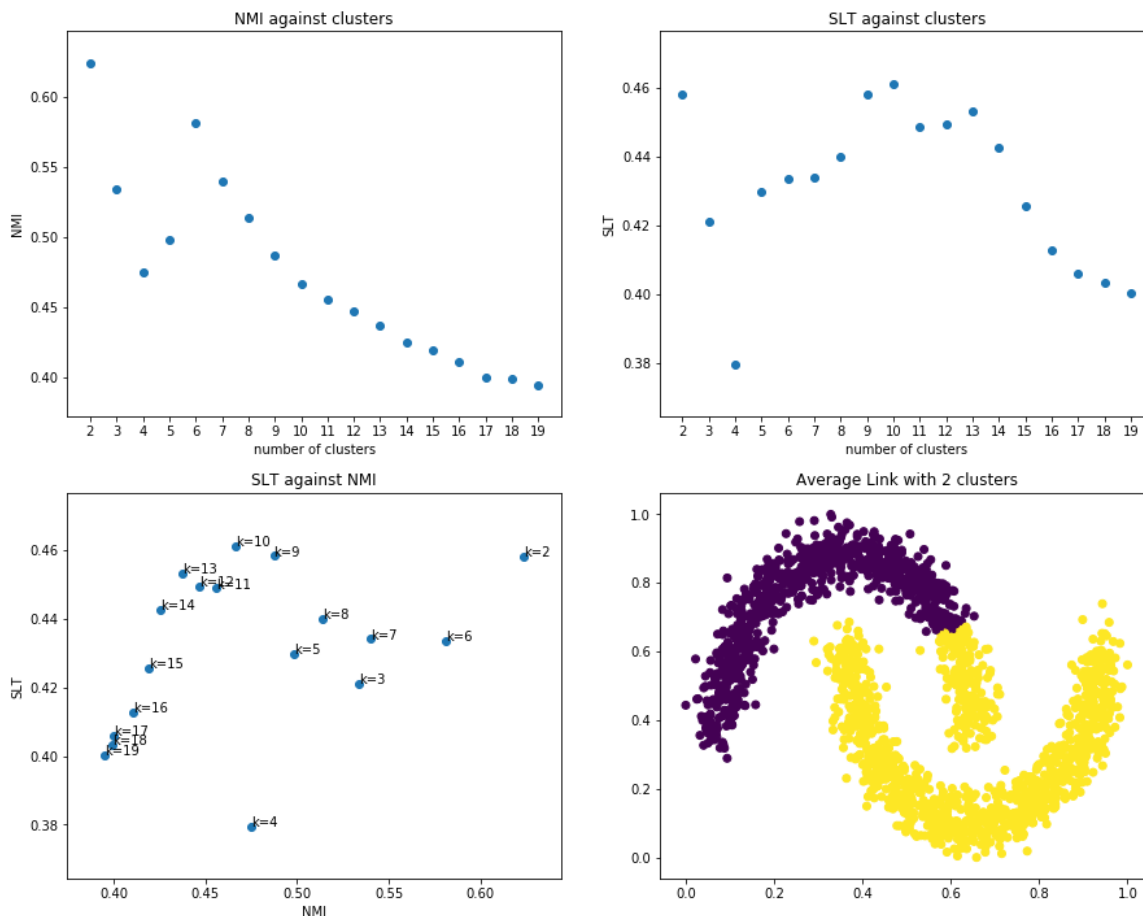 NMI against clusters
0.60
0.55
0.50
0.45
0.40
NMI
2 3 4 5 6 7 8 9 10 11 12 13 14 15 16 17 18 19
number of clusters
SLT against clusters
0.46
0.44
0.42
0.40
0.38
SLT
2 3 4 5 6 7 8 9 10 11 12 13 14 15 16 17 18 19
number of clusters
SLT against NMI
0.46
0.44
0.42
0.40
0.38
SLT
k=10
k=9
k=2
k=13
k=12
k=11
k=14
k=8
k=7
k=6
k=5
k=15
k=3
k=16
k=17
k=18
k=19
k=4
0.40 0.45 0.50 0.55 0.60
NMI
Average Link with 2 clusters
1.0
0.8
0.6
0.4
0.2
0.0
0.0 0.2 0.4 0.6 0.8 1.0